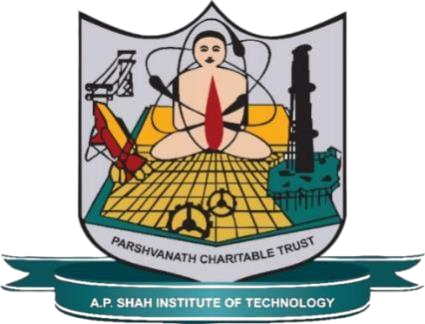 PARSHVANATH CHARITABLE TRUST
A.P. SHAH INSTITUTE OF TECHNOLOGY